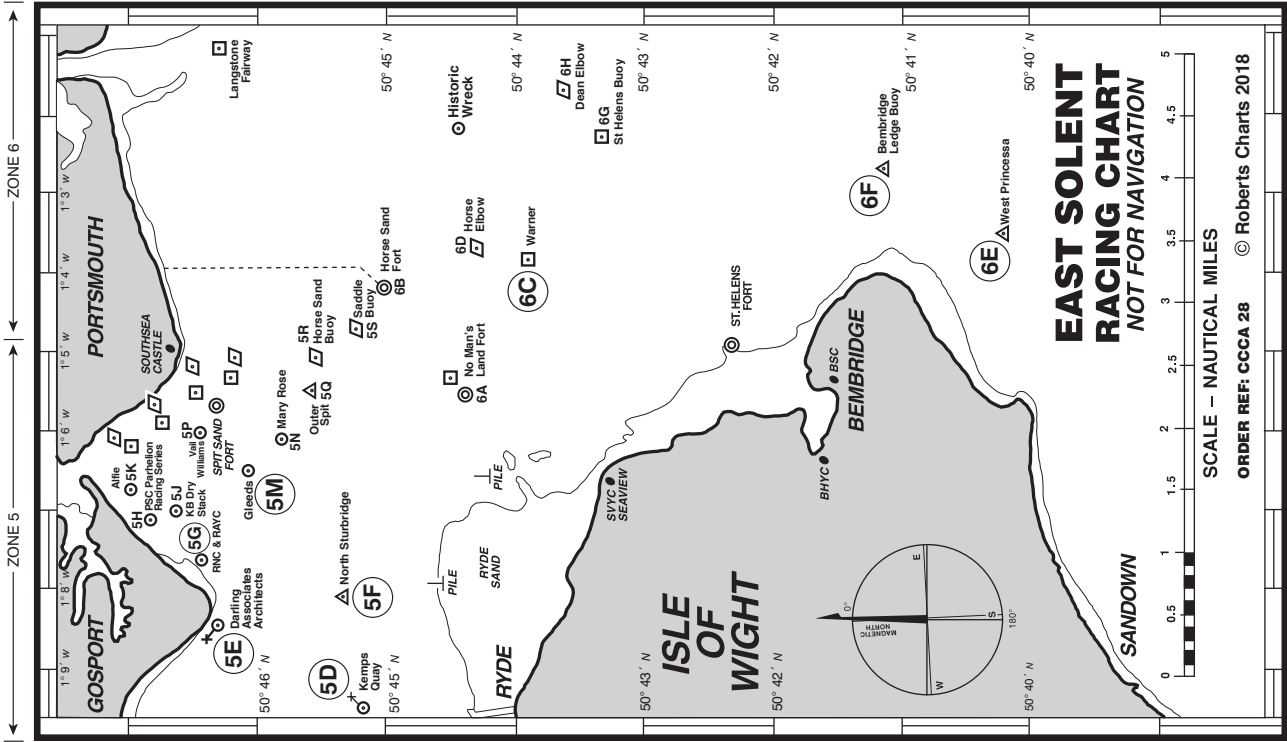 ZONE 5
ZONE 6
GOSPORT
PORTSMOUTH
1° 9´ W
1° 8´ W
1° 6´ W
1° 5´ W
1° 4´ W
1° 3´ W
SOUTHSEA
CASTLE
Langstone
Fairway
Alfie
5K
5H
PSC Parhelion
Racing Series
5J
KB Dry
Stack
5P
Vail
Williams
SPIT SAND
FORT
5G
RNC & RAYC
5E
Darling
Associates
Architects
Gleeds
5M
Mary Rose
5N
Outer
Spit 5Q
5R
Horse Sand
Buoy
Saddle
5S Buoy
Horse Sand
Fort
6B
50° 46´ N
50° 45´ N
50° 45´ N
5D
Kemps
Quay
North Sturbridge
5F
Historic
Wreck
6D Horse
Elbow
No Man's
Land Fort
6A
6C
Warner
6H
Dean Elbow
6G
St Helens Buoy
50° 44´ N
50° 43´ N
50° 43´ N
PILE
PILE
RYDE
SAND
RYDE
SVYC
SEAVIEW
ST. HELENS
FORT
50° 42´ N
50° 42´ N
BSC
BHYC
BEMBRIDGE
ISLE
OF
WIGHT
6F
Bembridge
Ledge Buoy
50° 41´ N
6E
West Princessa
50° 40´ N
50° 40´ N
0°
MAGNETIC
NORTH
E
S
W
180°
SANDOWN
EAST SOLENT
RACING CHART
NOT FOR NAVIGATION
0 0.5 1 1.5 2 2.5 3 3.5 4 4.5 5
SCALE – NAUTICAL MILES
ORDER REF: CCCA 28
© Roberts Charts 2018